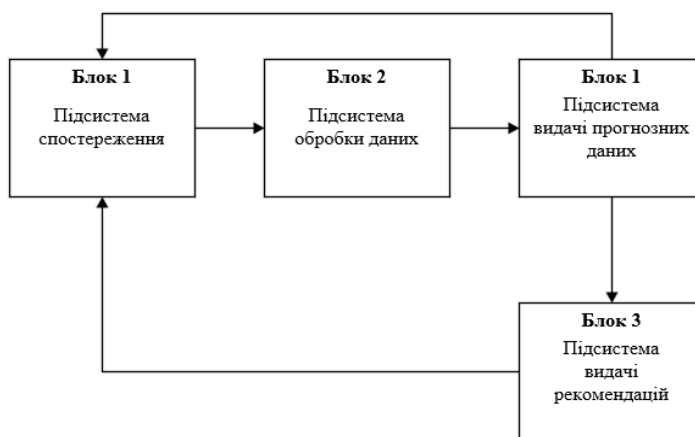 Блок 1
Підсистема
спостереження
Блок 2
Підсистема
обробки даних
Блок 1
Підсистема
видачі прогнозних
даних
Блок 3
Підсистема
видачі
рекомендацій